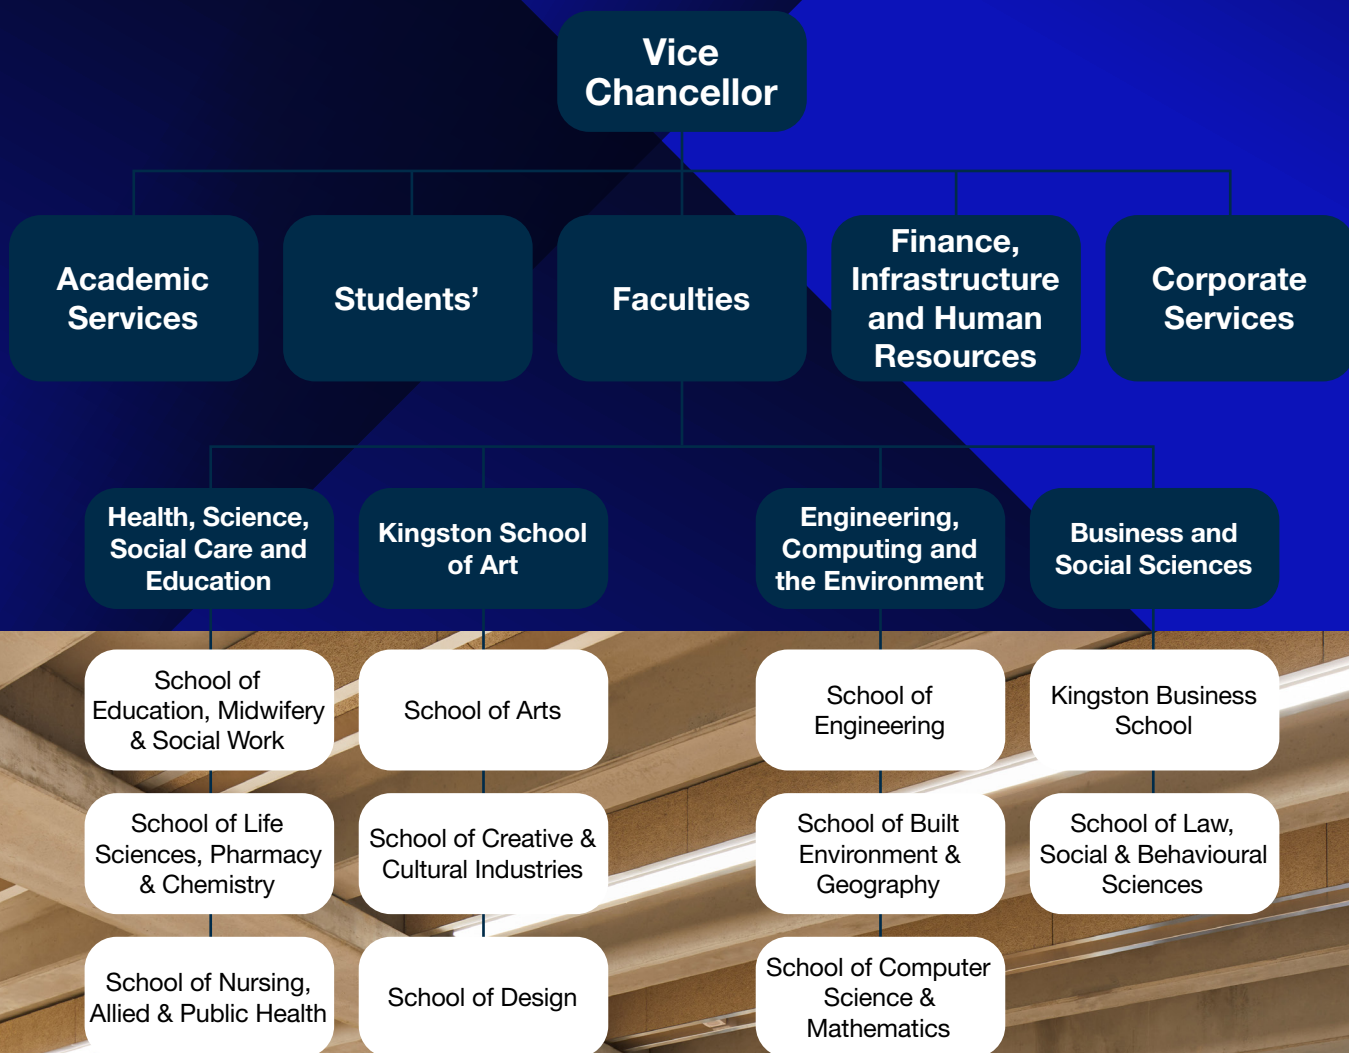 Vice
Chancellor
Academic
Services
Students’
Faculties
Finance,
Infrastructure
and Human
Resources
Corporate
Services
Health, Science,
Social Care and
Education
Kingston School
of Art
Engineering,
Computing and
the Environment
Business and
Social Sciences
School of
Education, Midwifery
& Social Work
School of Arts
School of
Engineering
Kingston Business
School
School of Life
Sciences, Pharmacy
& Chemistry
School of Creative &
Cultural Industries
School of Built
Environment &
Geography
School of Law,
Social & Behavioural
Sciences
School of Nursing,
Allied & Public Health
School of Design
School of Computer
Science &
Mathematics